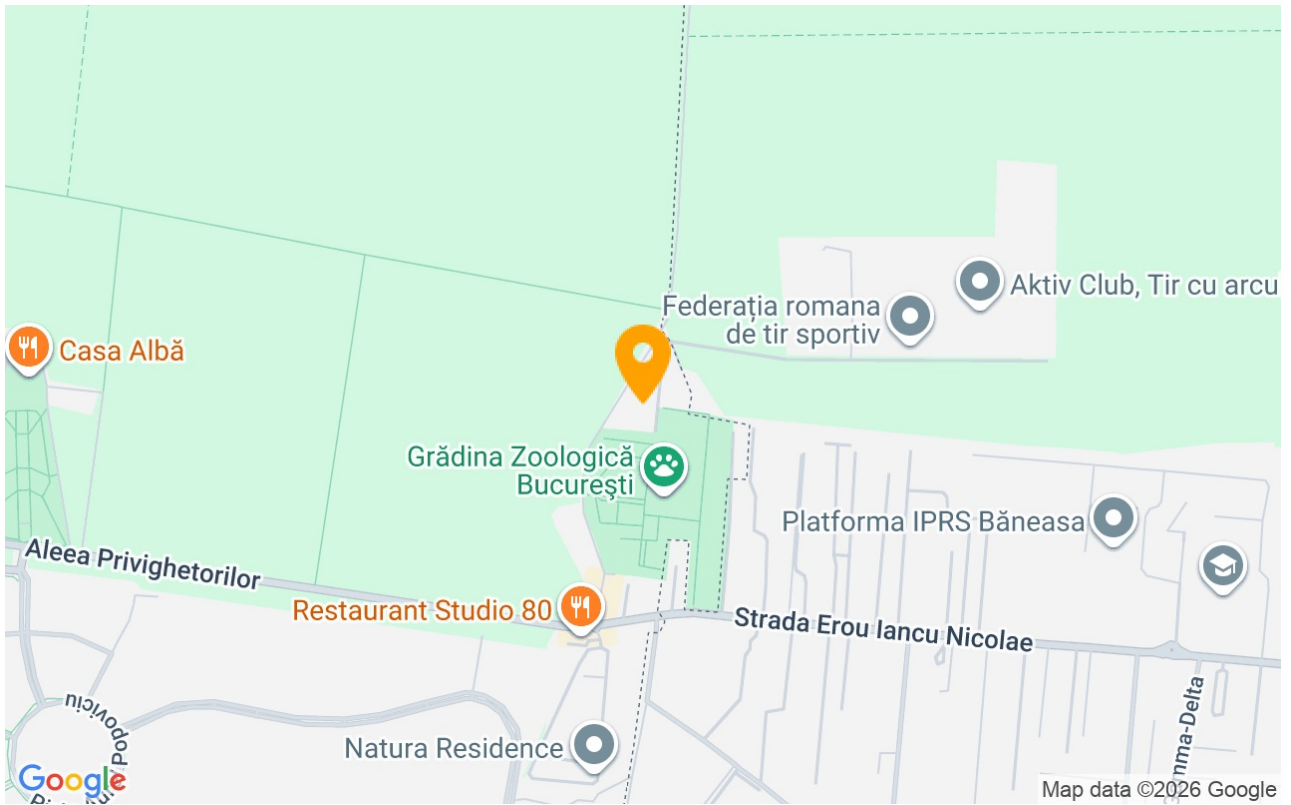 Federația romana
de tir sportiv
Aktiv Club, Tir cu arcu
Casa Albă
Grădina Zoologică
București
Platforma IPRS Băneasa
Aleea Privighetorilor
Restaurant Studio 80
Strada Erou Iancu Nicolae
Popoviciu
Natura Residence
Google
Map data ©2026 Google